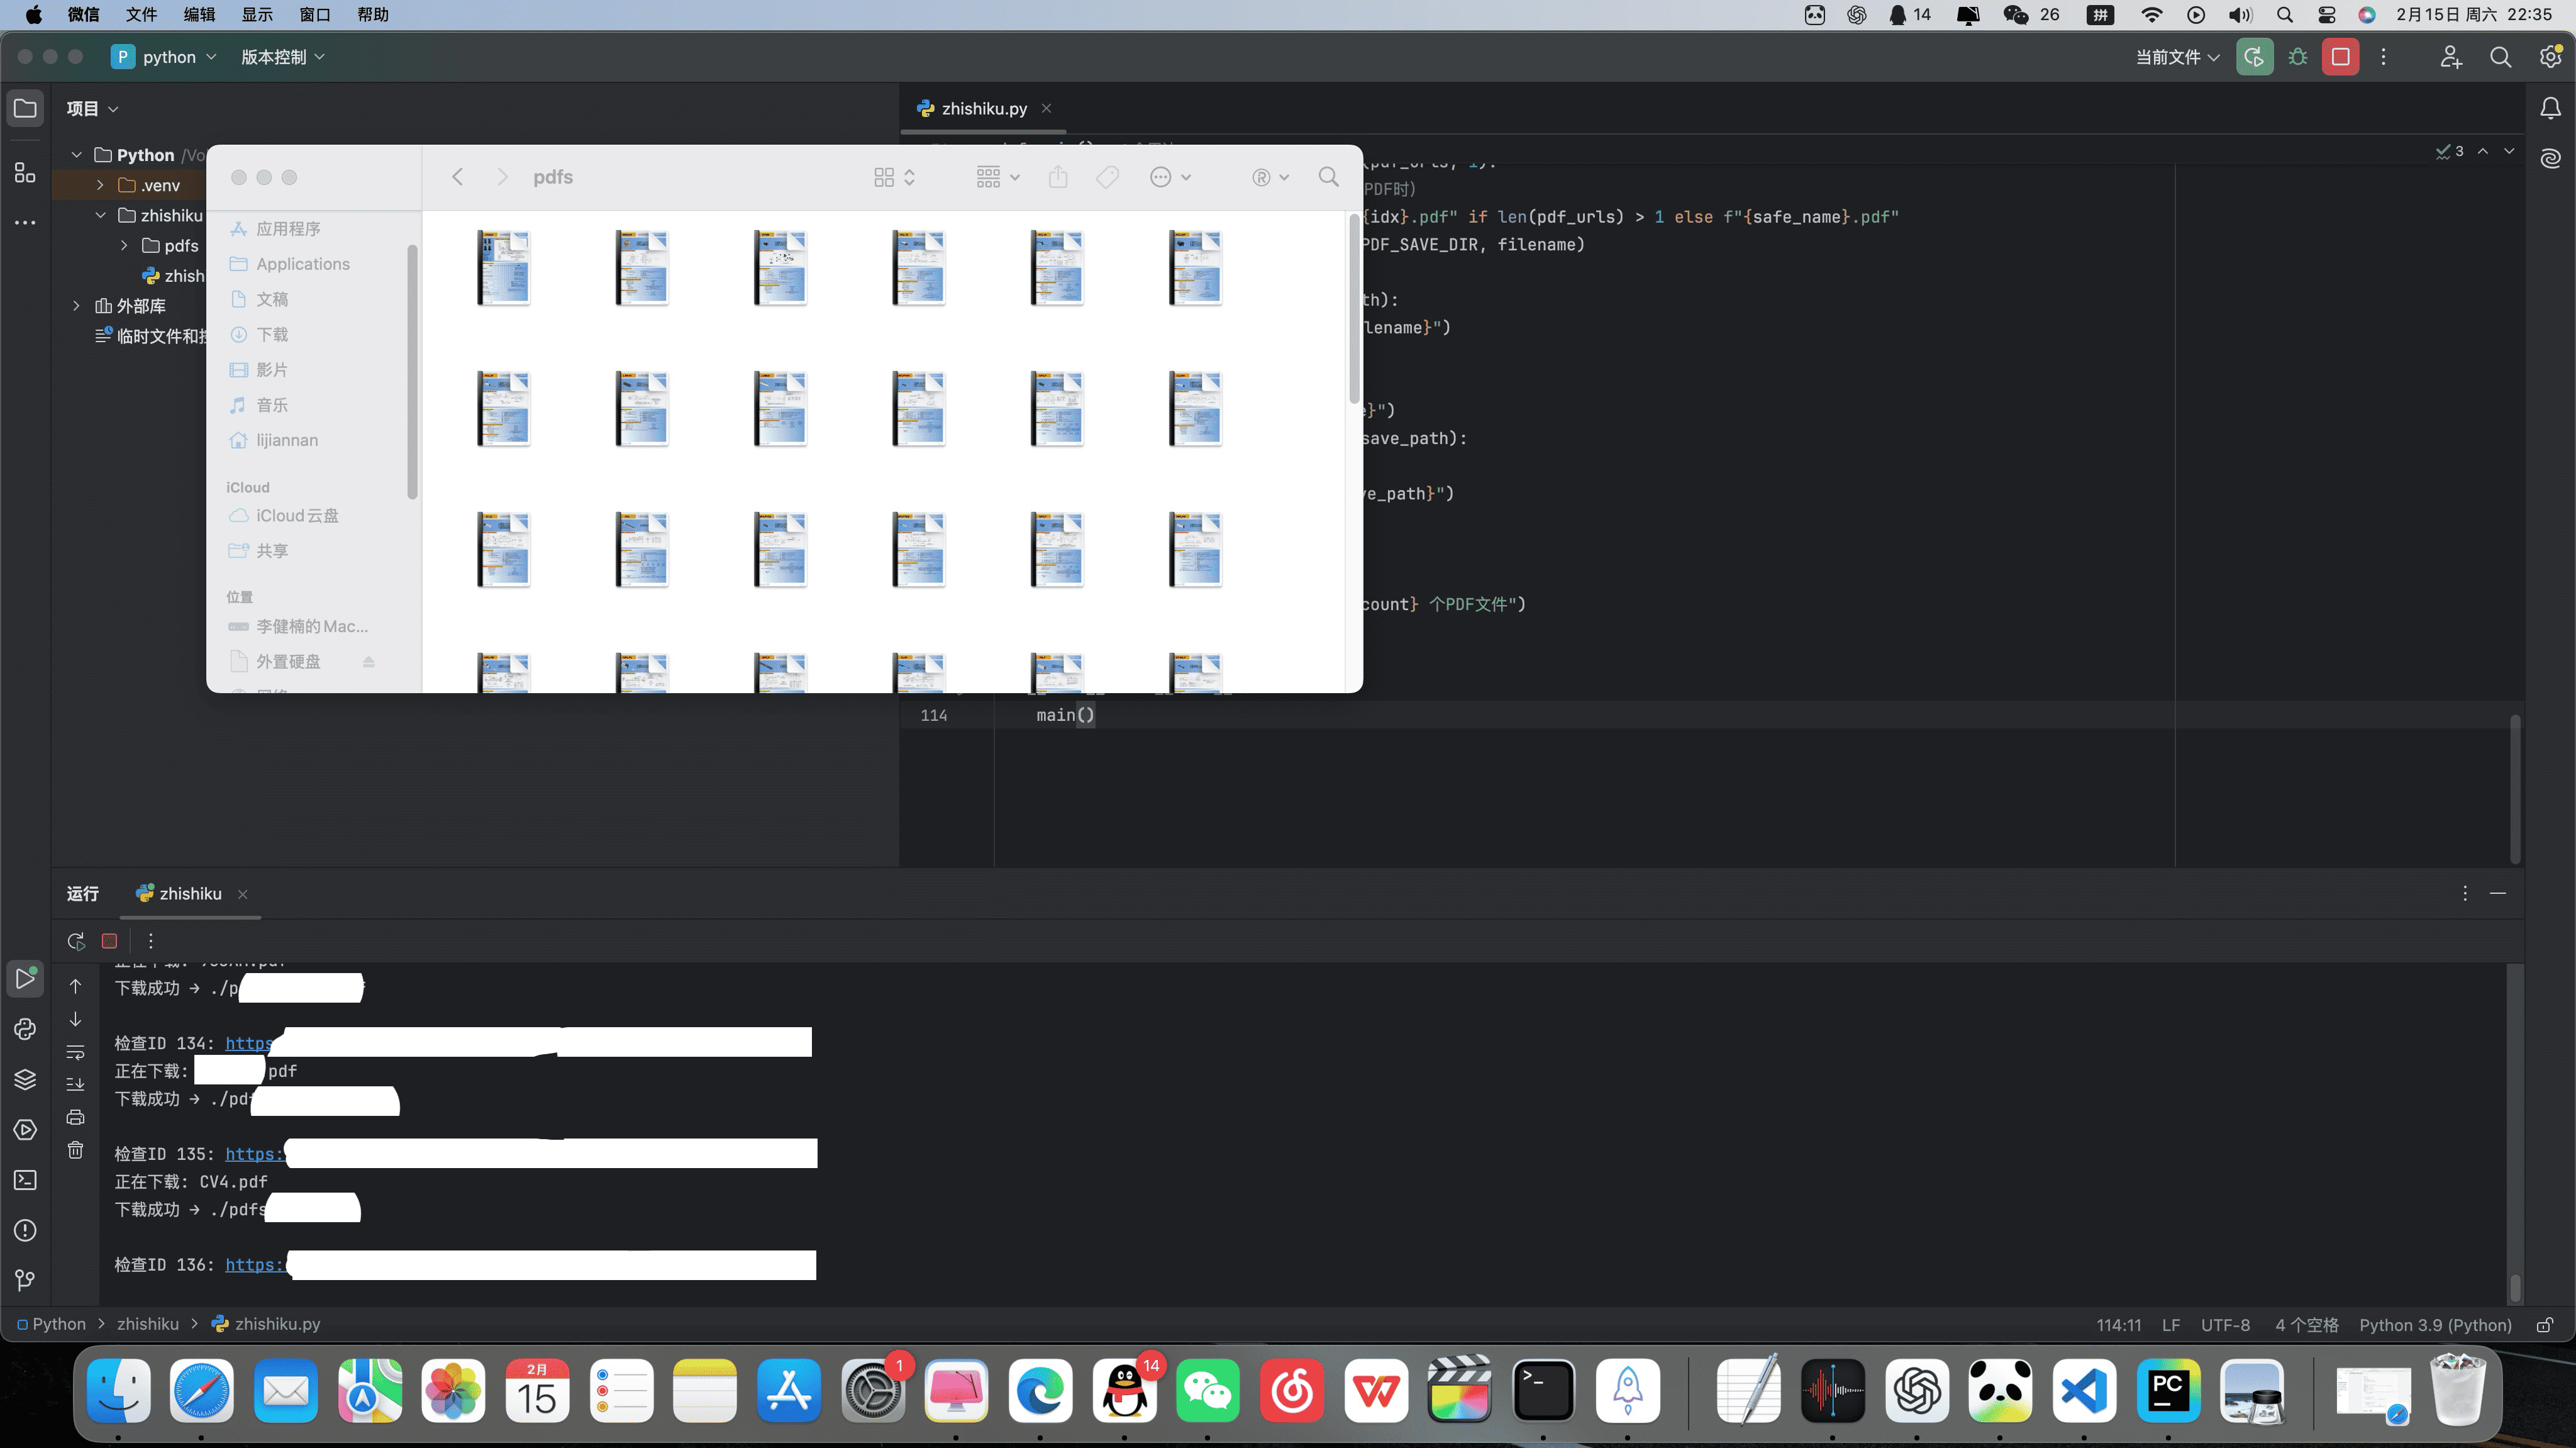 微信 文件 编辑 显示 窗口 帮助 14 26 拼 2月15日 周六 22:35
P python 版本控制 当前文件
项目
zhishiku.py
Python /Vo
.venv
zhishiku
pdfs
zhish
外部库
临时文件和
3
pdfs
应用程序
Applications
文稿
下载
影片
音乐
lijiannan
iCloud
iCloud云盘
共享
位置
李健楠的Mac...
外置硬盘
PDF时)
{idx}.pdf" if len(pdf_urls) > 1 else f"{safe_name}.pdf"
PDF_SAVE_DIR, filename)
th):
lename}")
e}")
save_path):
ve_path}")
count} 个PDF文件")
114 main()
运行 zhishiku
下载成功 → ./p
检查ID 134: https
正在下载: pdf
下载成功 → ./pdf
检查ID 135: https:
正在下载: CV4.pdf
下载成功 → ./pdfs
检查ID 136: https:
Python zhishiku zhishiku.py 114:11 LF UTF-8 4 个空格 Python 3.9 (Python)
2月
15
1
14
PC